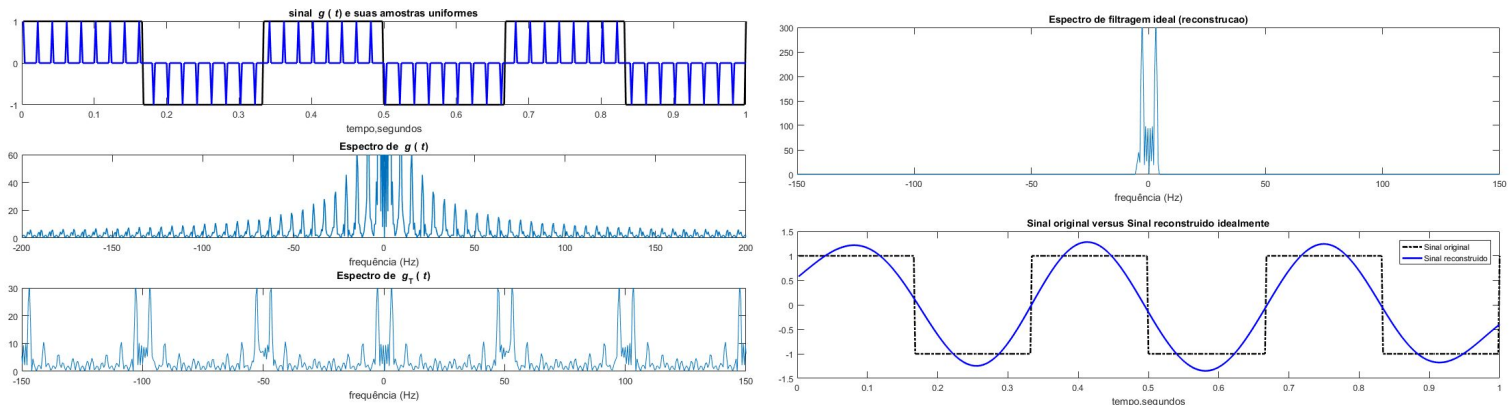 sinal g ( t) e suas amostras uniformes
1
0
-1
0 0.1 0.2 0.3 0.4 0.5 0.6 0.7 0.8 0.9 1
tempo,segundos
Espectro de g ( t)
60
40
20
0
-200 -150 -100 -50 0 50 100 150 200
frequência (Hz)
Espectro de g_T ( t)
30
20
10
0
-150 -100 -50 0 50 100 150
frequência (Hz)
Espectro de filtragem ideal (reconstrucao)
300
250
200
150
100
50
0
-150 -100 -50 0 50 100 150
frequência (Hz)
Sinal original versus Sinal reconstruido idealmente
1.5
1
0.5
0
-0.5
-1
-1.5
Sinal original
Sinal reconstruido
0 0.1 0.2 0.3 0.4 0.5 0.6 0.7 0.8 0.9 1
tempo,segundos